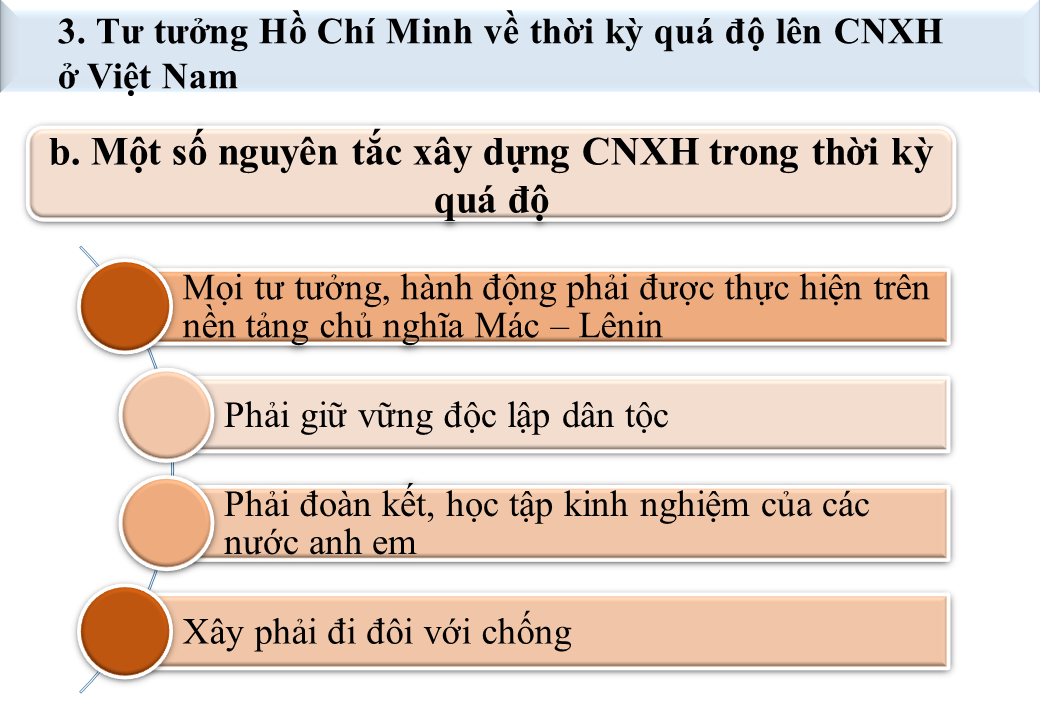 3. Tư tưởng Hồ Chí Minh về thời kỳ quá độ lên CNXH
ở Việt Nam
b. Một số nguyên tắc xây dựng CNXH trong thời kỳ
quá độ
Mọi tư tưởng, hành động phải được thực hiện trên
nền tảng chủ nghĩa Mác – Lênin
Phải giữ vững độc lập dân tộc
Phải đoàn kết, học tập kinh nghiệm của các
nước anh em
Xây phải đi đôi với chống